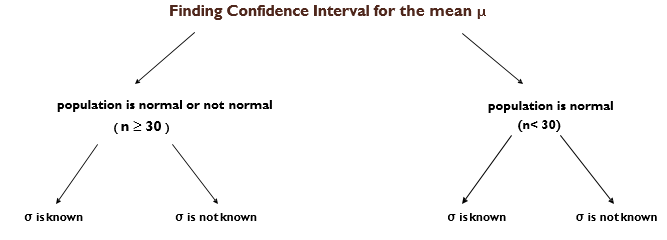 Finding Confidence Interval for the mean μ
population is normal or not normal
( n ≥ 30 )
population is normal
(n< 30)
σ is known
σ is not known
σ is known
σ is not known